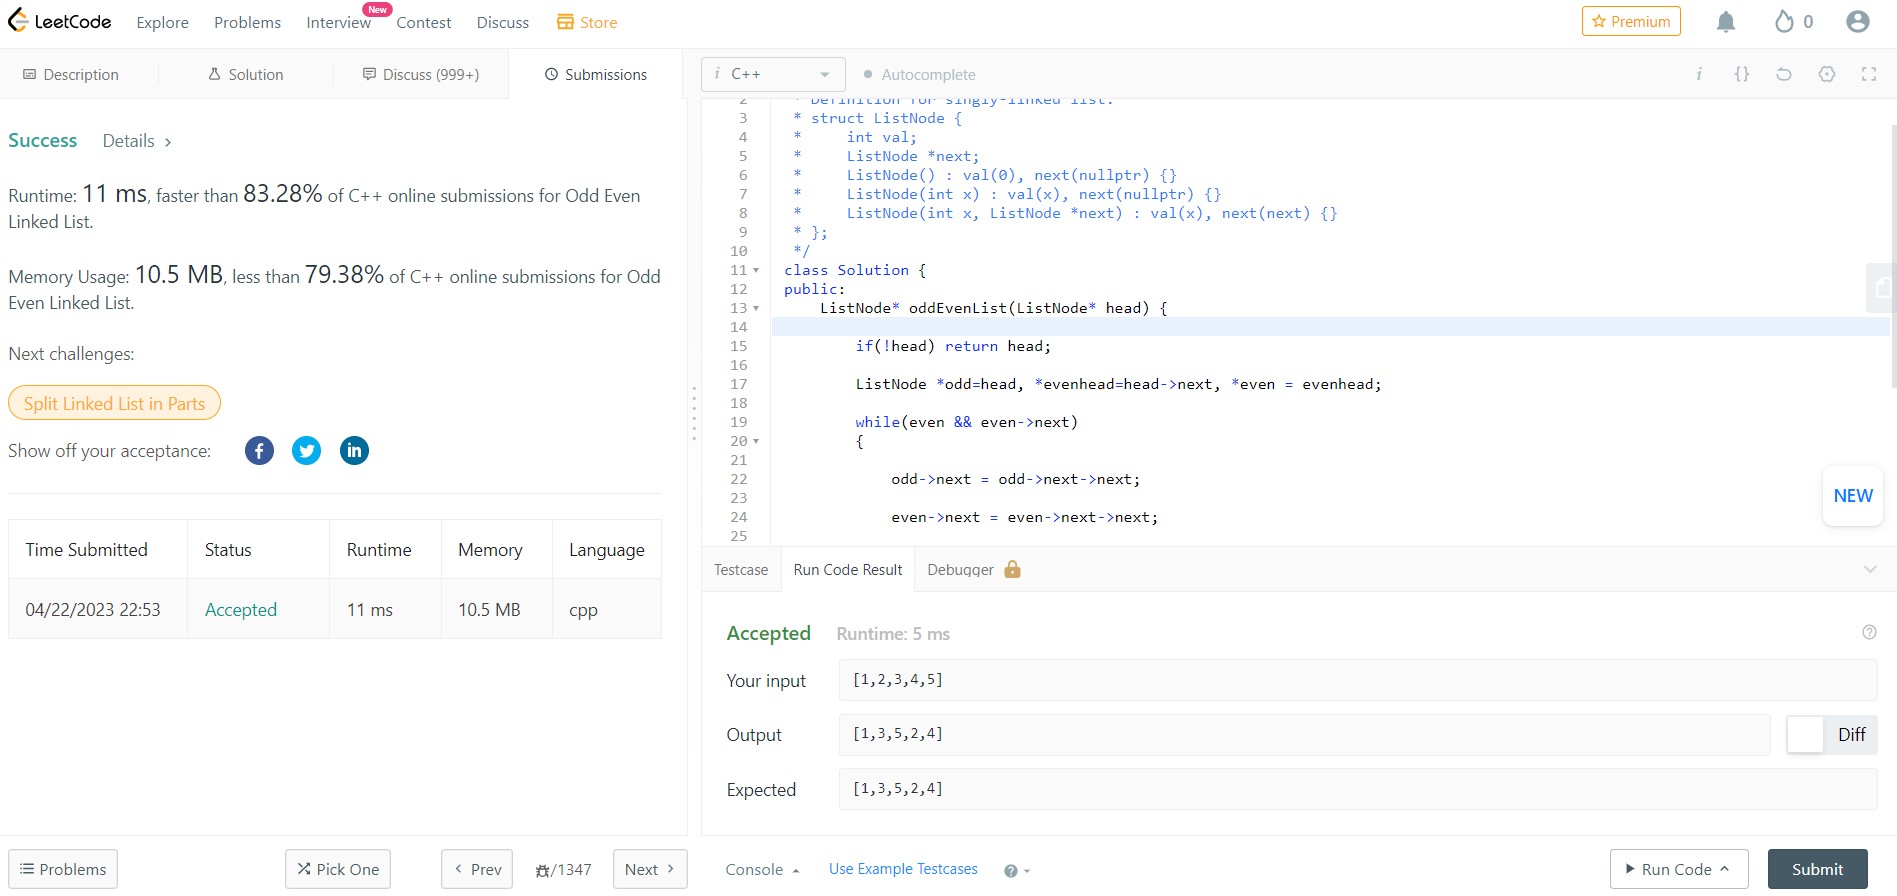 LeetCode Explore Problems Interview New Contest Discuss Store Premium 0
Description Solution Discuss (999+) Submissions
i C++ Autocomplete
Success Details >
Runtime: 11 ms, faster than 83.28% of C++ online submissions for Odd Even
Linked List.
Memory Usage: 10.5 MB, less than 79.38% of C++ online submissions for Odd
Even Linked List.
Next challenges:
Split Linked List in Parts
Show off your acceptance:
Time Submitted Status Runtime Memory Language
04/22/2023 22:53 Accepted 11 ms 10.5 MB cpp
2 * Definition for singly-linked list.
3 * struct ListNode {
4 * int val;
5 * ListNode *next;
6 * ListNode() : val(0), next(nullptr) {}
7 * ListNode(int x) : val(x), next(nullptr) {}
8 * ListNode(int x, ListNode *next) : val(x), next(next) {}
9 * };
10 */
11 class Solution {
12 public:
13 ListNode* oddEvenList(ListNode* head) {
14
15 if(!head) return head;
16
17 ListNode *odd=head, *evenhead=head->next, *even = evenhead;
18
19 while(even && even->next)
20 {
21
22 odd->next = odd->next->next;
23
24 even->next = even->next->next;
25
NEW
Testcase Run Code Result Debugger
Accepted Runtime: 5 ms
Your input [1,2,3,4,5]
Output [1,3,5,2,4] Diff
Expected [1,3,5,2,4]
Problems Pick One < Prev /1347 Next >
Console Use Example Testcases Run Code Submit